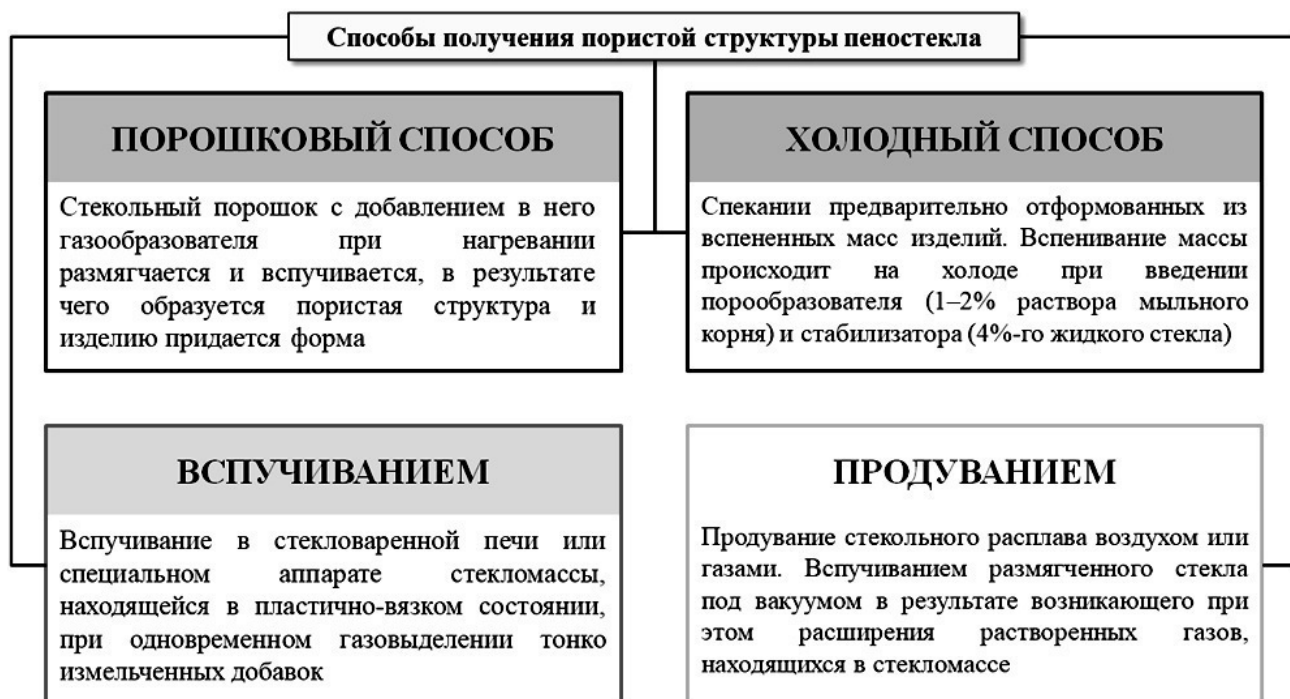 Способы получения пористой структуры пеностекла
ПОРОШКОВЫЙ СПОСОБ
Стекольный порошок с добавлением в него
газообразователя при нагревании
размягчается и вспучивается, в результате
чего образуется пористая структура и
изделию придается форма
ХОЛОДНЫЙ СПОСОБ
Спекании предварительно отформованных из
вспененных масс изделий. Вспенивание массы
происходит на холоде при введении
порообразователя (1–2% раствора мыльного
корня) и стабилизатора (4%-го жидкого стекла)
ВСПУЧИВАНИЕМ
Вспучивание в стекловаренной печи или
специальном аппарате стекломассы,
находящейся в пластично-вязком состоянии,
при одновременном газовыделении тонко
измельченных добавок
ПРОДУВАНИЕМ
Продувание стекольного расплава воздухом или
газами. Вспучиванием размягченного стекла
под вакуумом в результате возникающего при
этом расширения растворенных газов,
находящихся в стекломассе